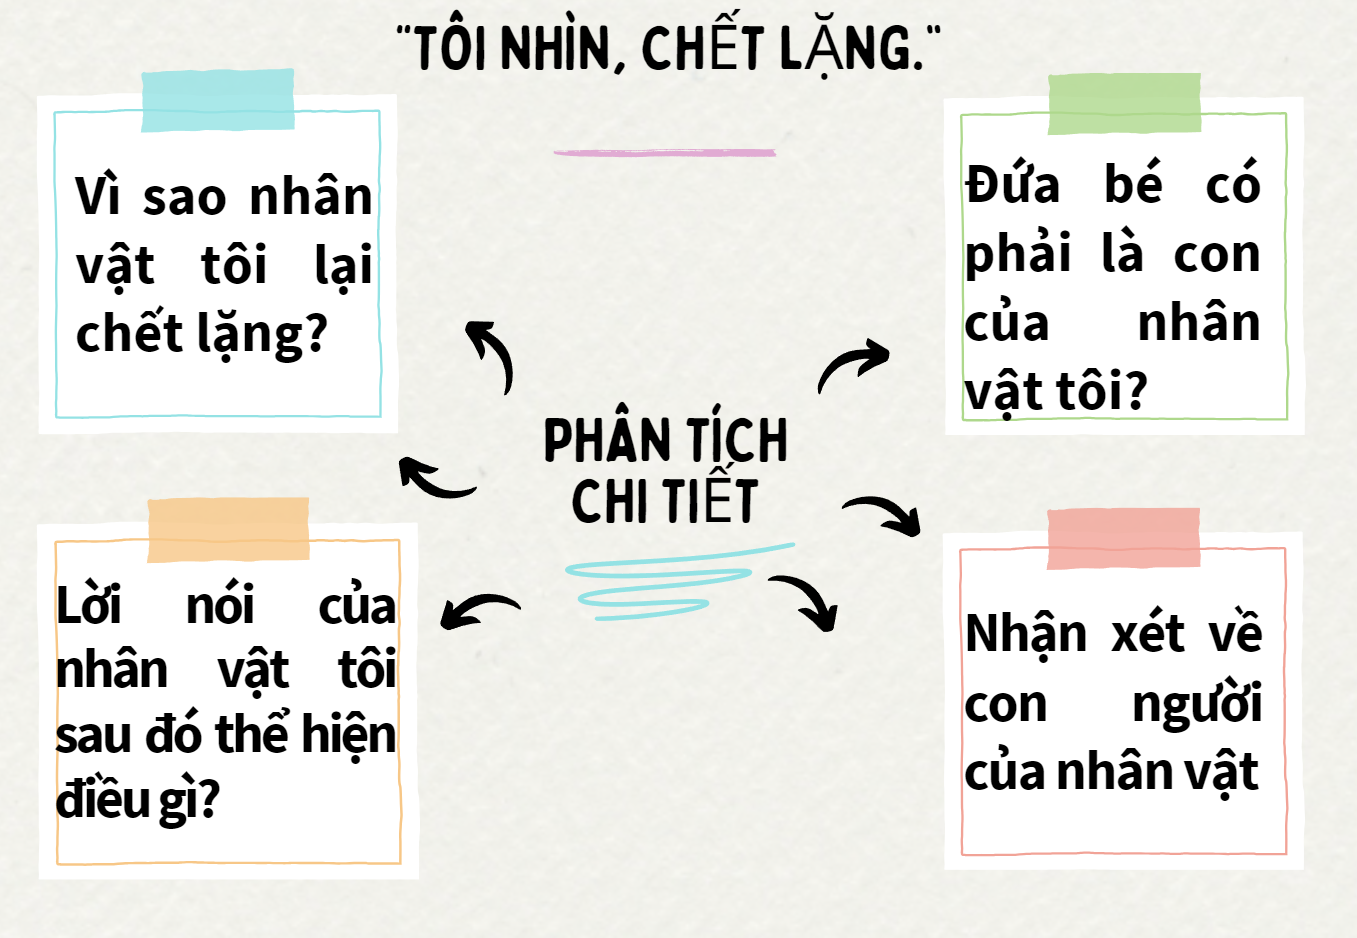 "TÔI NHÌN, CHẾT LẶNG."
Vì sao nhân
vật tôi lại
chết lặng?
Đứa bé có
phải là con
của nhân
vật tôi?
PHÂN TÍCH
CHI TIẾT
Lời nói của
nhân vật tôi
sau đó thể hiện
điều gì?
Nhận xét về
con người
của nhân vật